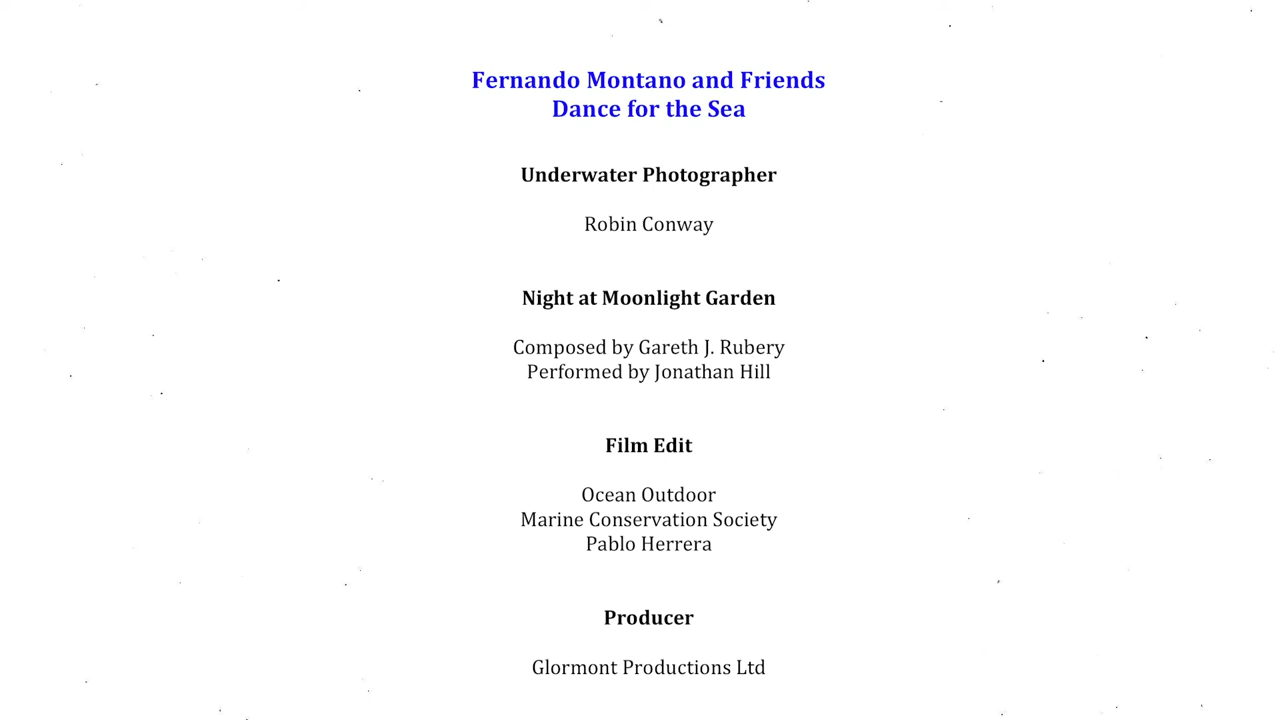 Fernando Montano and Friends
Dance for the Sea
Underwater Photographer
Robin Conway
Night at Moonlight Garden
Composed by Gareth J. Rubery
Performed by Jonathan Hill
Film Edit
Ocean Outdoor
Marine Conservation Society
Pablo Herrera
Producer
Glormont Productions Ltd